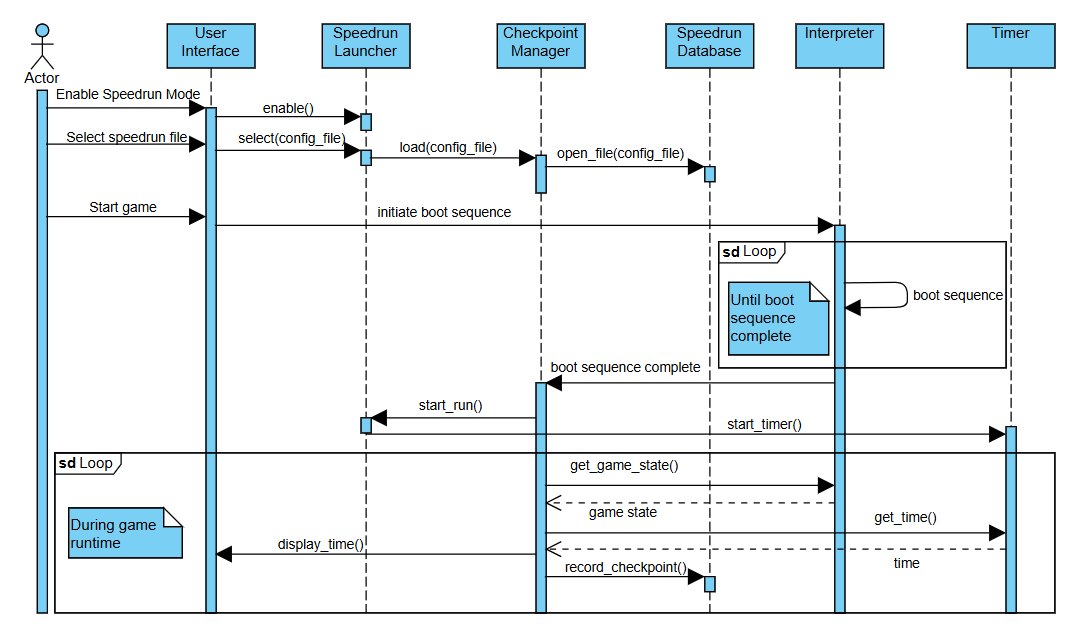 User
Interface
Speedrun
Launcher
Checkpoint
Manager
Speedrun
Database
Interpreter
Timer
Actor
Enable Speedrun Mode
enable()
Select speedrun file
select(config_file)
load(config_file)
open_file(config_file)
Start game
initiate boot sequence
sd Loop
Until boot
sequence
complete
boot sequence
boot sequence complete
start_run()
start_timer()
sd Loop
get_game_state()
game state
During game
runtime
get_time()
display_time()
time
record_checkpoint()